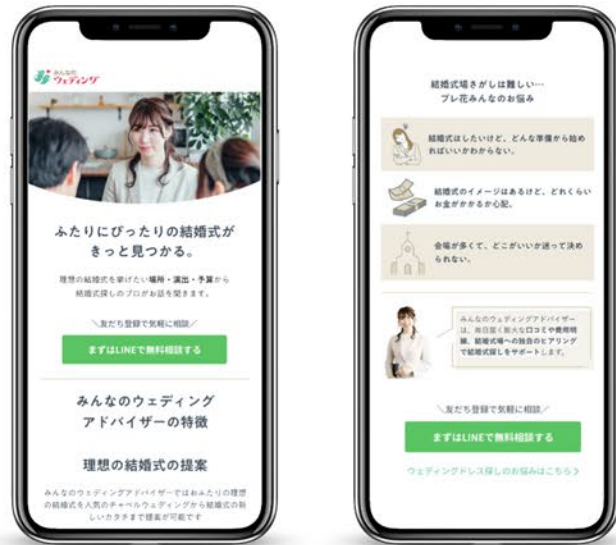 みんなの
ウェディング
ふたりにぴったりの結婚式が
きっと見つかる。
理想の結婚式を挙げたい場所・演出・予算から
結婚式探しのプロがお話を聞きます。
＼友だち登録で気軽に相談／
まずはLINEで無料相談する
みんなのウェディング
アドバイザーの特徴
理想の結婚式の提案
みんなのウェディングアドバイザーではおふたりの理想
の結婚式を人気のチャペルウェディングから結婚式の新
しいカタチまで提案が可能です
結婚式場さがしは難しい…
プレ花みんなのお悩み
結婚式はしたいけど、どんな準備から始め
ればいいかわからない。
結婚式のイメージはあるけど、どれくらい
お金がかかるか心配。
会場が多くて、どこがいいか迷って決め
られない。
みんなのウェディングアドバイザー
は、毎日届く膨大な口コミや費用明
細、結婚式場への独自のヒアリング
で結婚式探しをサポートします。
＼友だち登録で気軽に相談／
まずはLINEで無料相談する
ウェディングドレス探しのお悩みはこちら＞